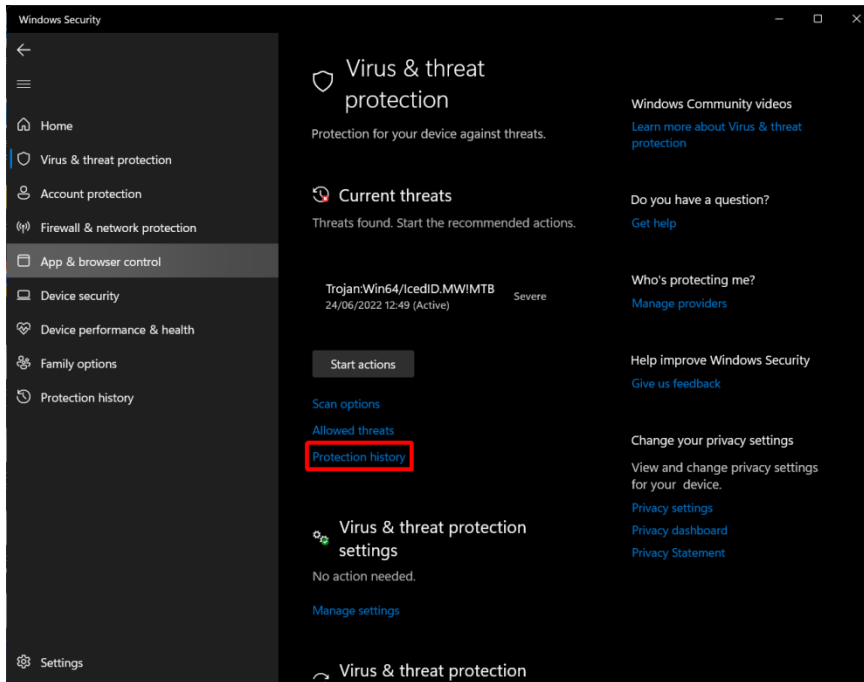 Windows Security
Home
Virus & threat protection
Account protection
Firewall & network protection
App & browser control
Device security
Device performance & health
Family options
Protection history
Settings
Virus & threat
protection
Protection for your device against threats.
Current threats
Threats found. Start the recommended actions.
Trojan:Win64/IcedID.MW!MTB
24/06/2022 12:49 (Active)
Severe
Start actions
Scan options
Allowed threats
Protection history
Virus & threat protection
settings
No action needed.
Manage settings
Virus & threat protection
Windows Community videos
Learn more about Virus & threat
protection
Do you have a question?
Get help
Who's protecting me?
Manage providers
Help improve Windows Security
Give us feedback
Change your privacy settings
View and change privacy settings
for your device.
Privacy settings
Privacy dashboard
Privacy Statement